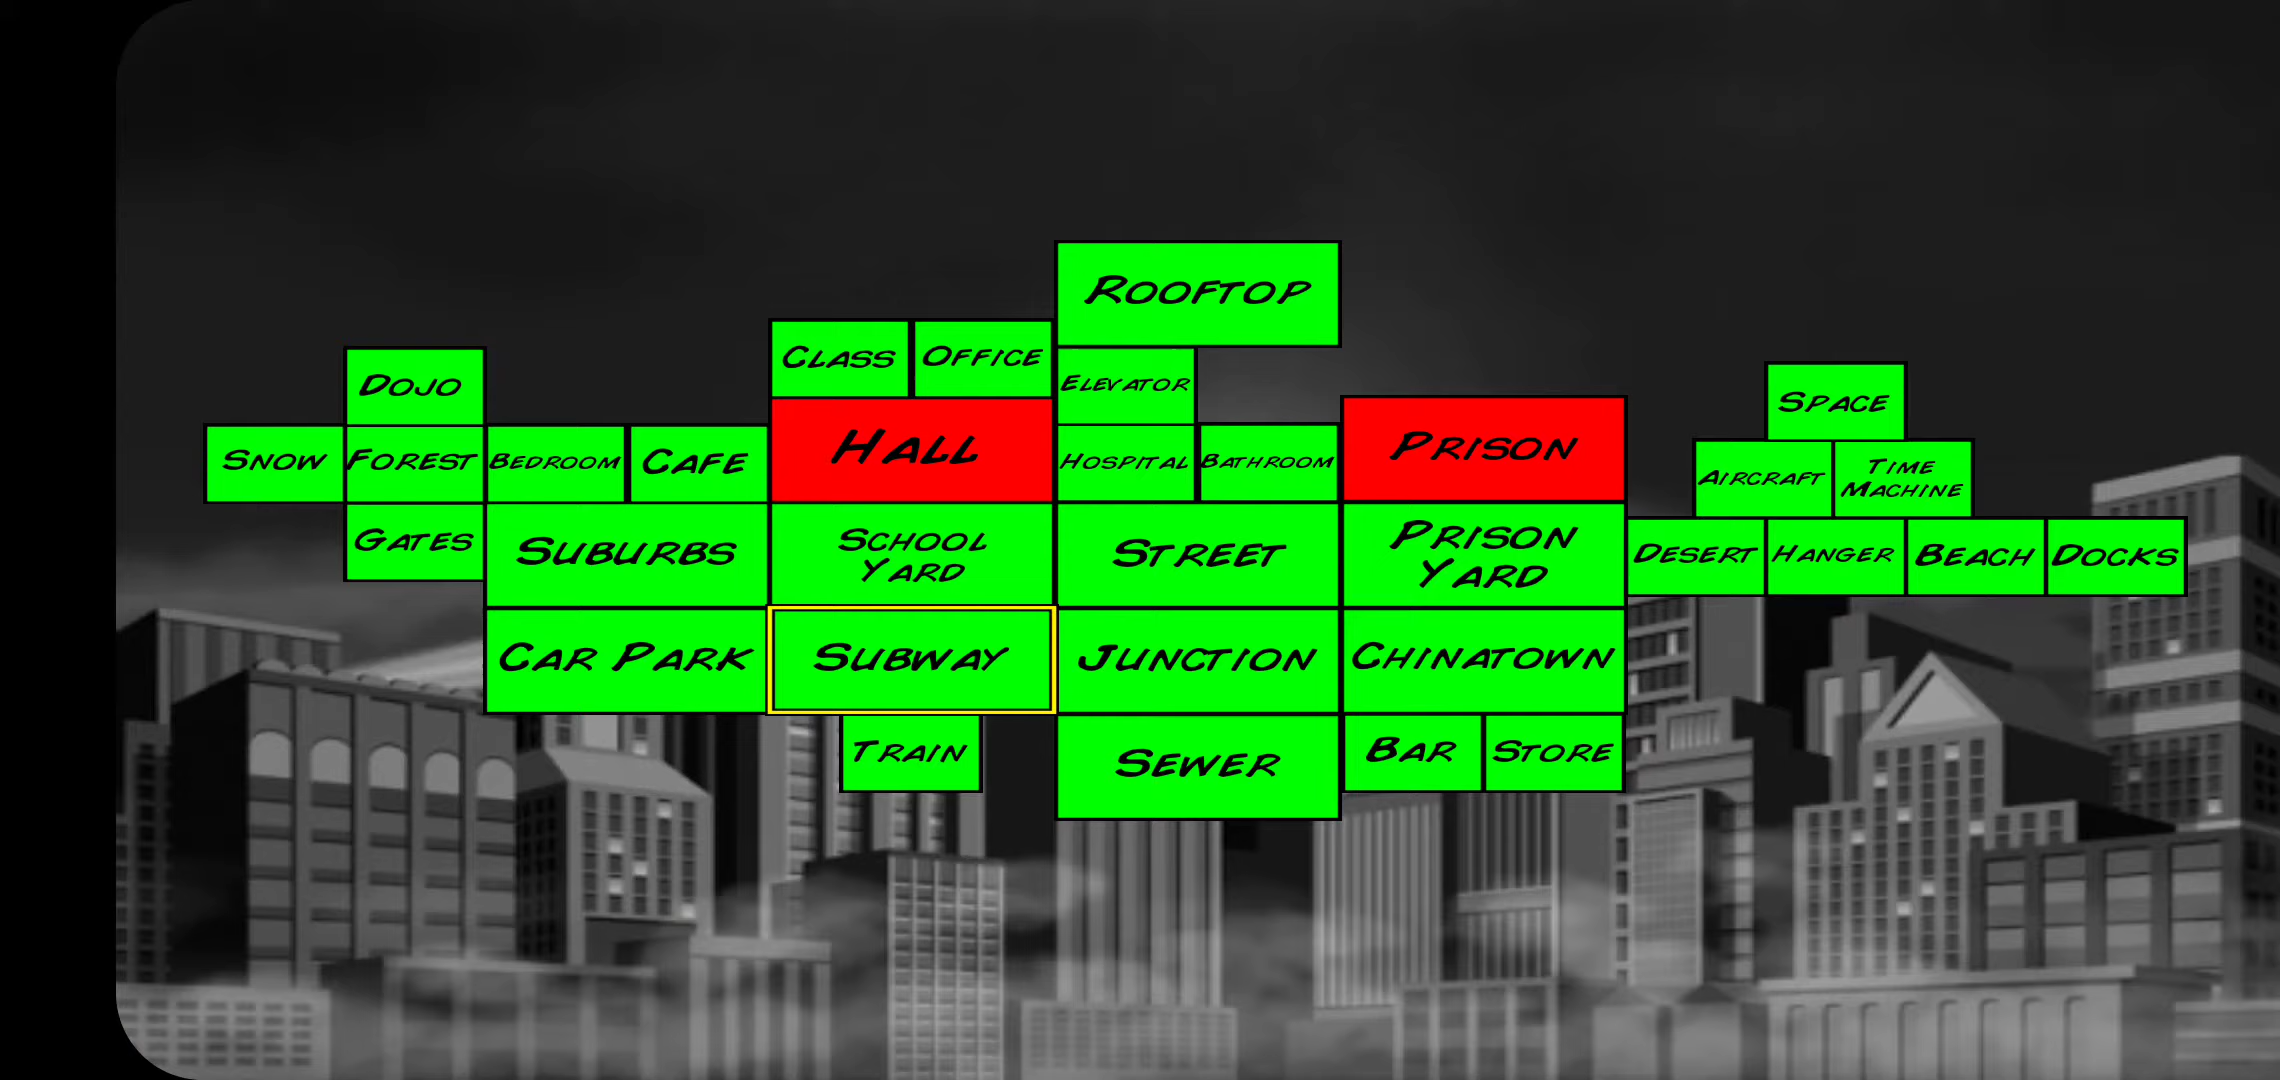 Rooftop
Class
Office
Dojo
Elevator
Space
Snow
Forest
Bedroom
Cafe
Hall
Hospital
Bathroom
Prison
Aircraft
Time
Machine
Gates
Suburbs
School
Yard
Street
Prison
Yard
Desert
Hanger
Beach
Docks
Car Park
Subway
Junction
Chinatown
Train
Sewer
Bar
Store